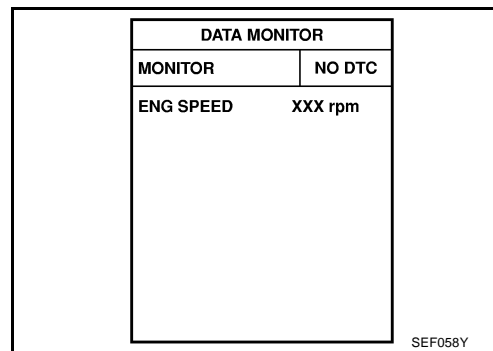 DATA MONITOR
MONITOR NO DTC
ENG SPEED XXX rpm
SEF058Y